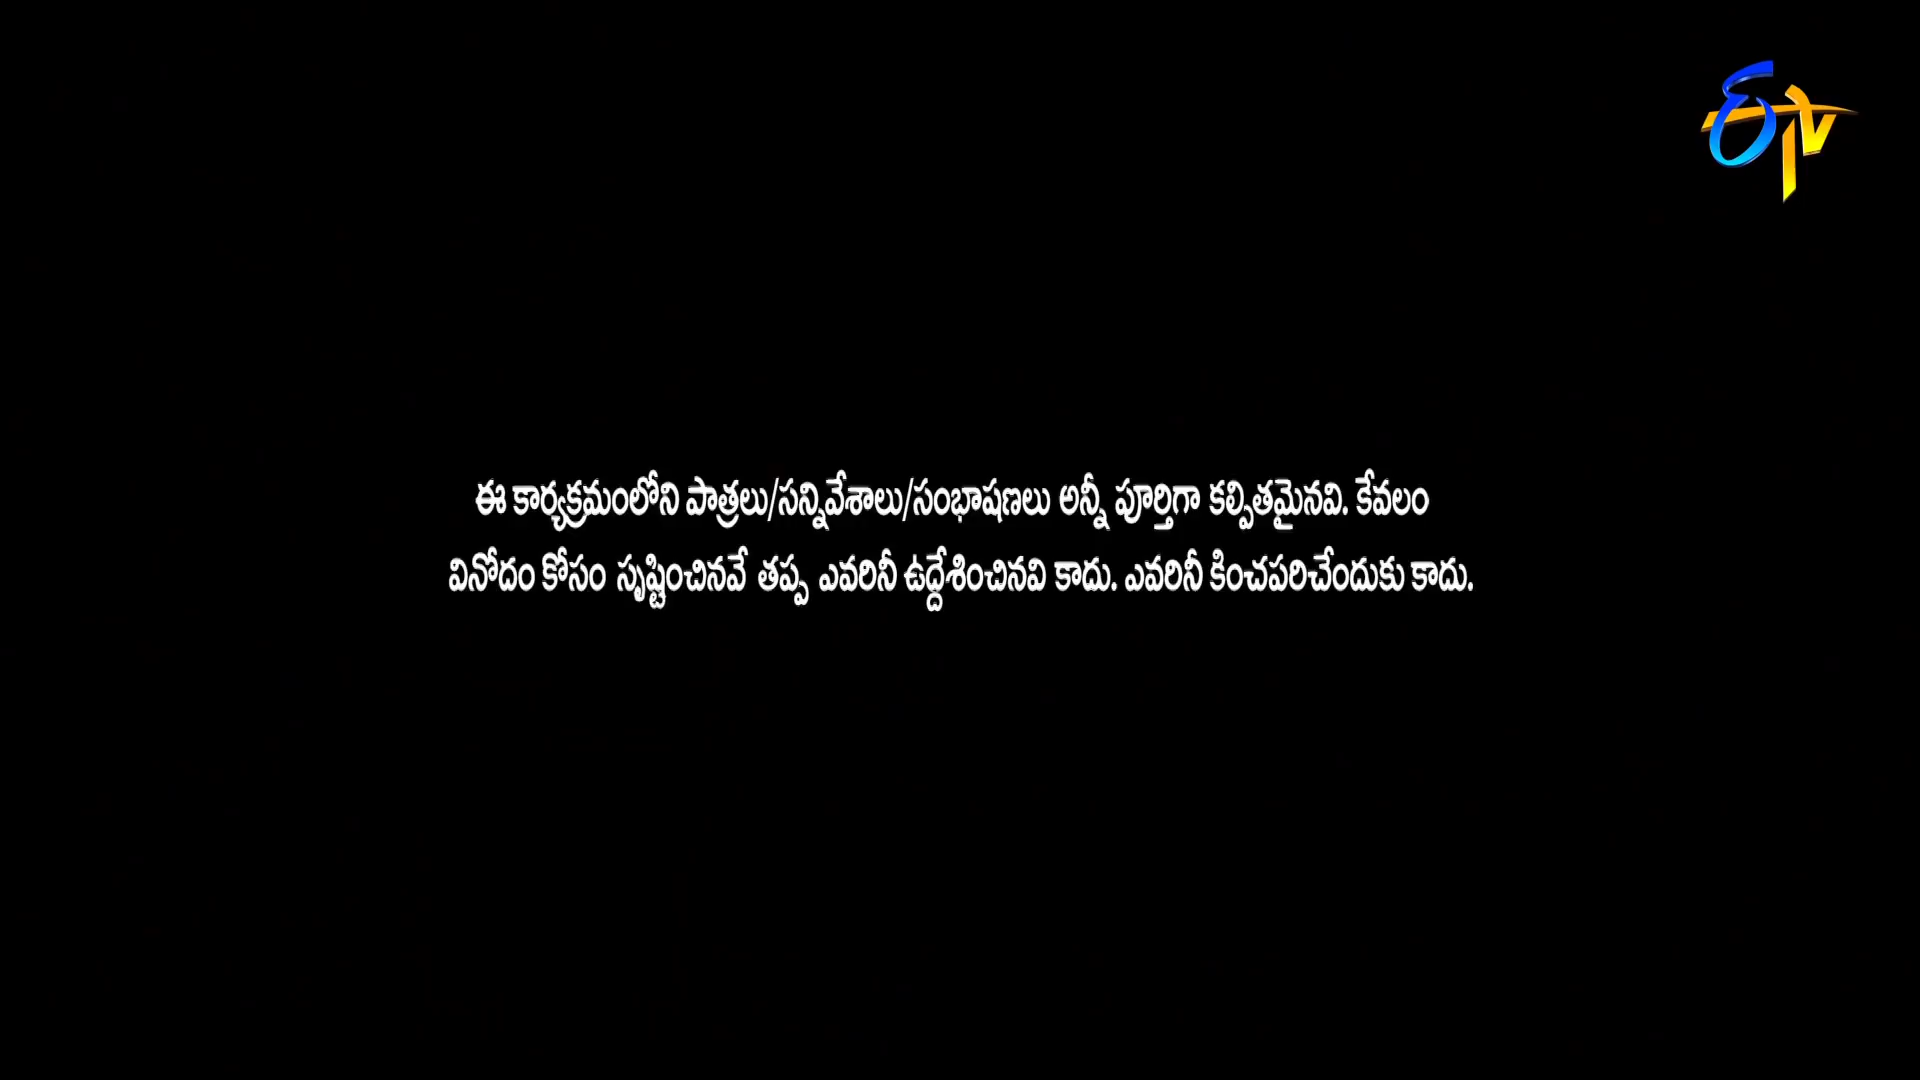 ETV
ఈ కార్యక్రమంలోని పాత్రలు/సన్నివేశాలు/సంభాషణలు అన్నీ పూర్తిగా కల్పితమైనవి. కేవలం
వినోదం కోసం సృష్టించినవే తప్ప ఎవరినీ ఉద్దేశించినవి కాదు. ఎవరినీ కించపరిచేందుకు కాదు.